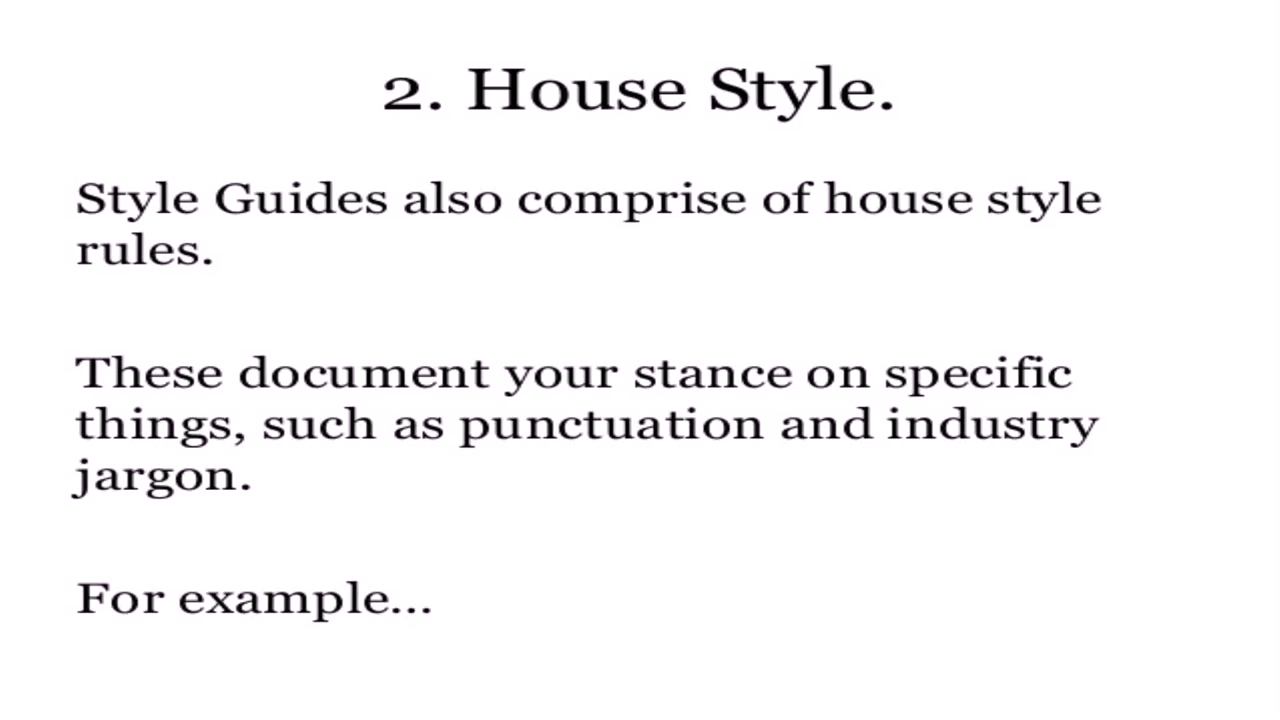 2. House Style.
Style Guides also comprise of house style
rules.
These document your stance on specific
things, such as punctuation and industry
jargon.
For example...